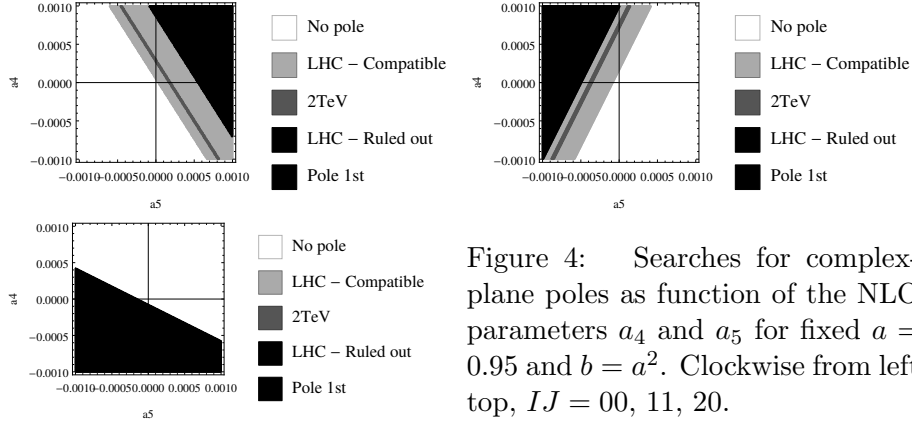 0.0010
0.0005
0.0000
−0.0005
−0.0010
a4
−0.0010 −0.0005 0.0000 0.0005 0.0010
a5
No pole
LHC − Compatible
2TeV
LHC − Ruled out
Pole 1st
0.0010
0.0005
0.0000
−0.0005
−0.0010
a4
−0.0010 −0.0005 0.0000 0.0005 0.0010
a5
No pole
LHC − Compatible
2TeV
LHC − Ruled out
Pole 1st
0.0010
0.0005
0.0000
−0.0005
−0.0010
a4
−0.0010 −0.0005 0.0000 0.0005 0.0010
a5
No pole
LHC − Compatible
2TeV
LHC − Ruled out
Pole 1st
Figure 4: Searches for complex-
plane poles as function of the NLO
parameters a4 and a5 for fixed a =
0.95 and b = a². Clockwise from left
top, IJ = 00, 11, 20.